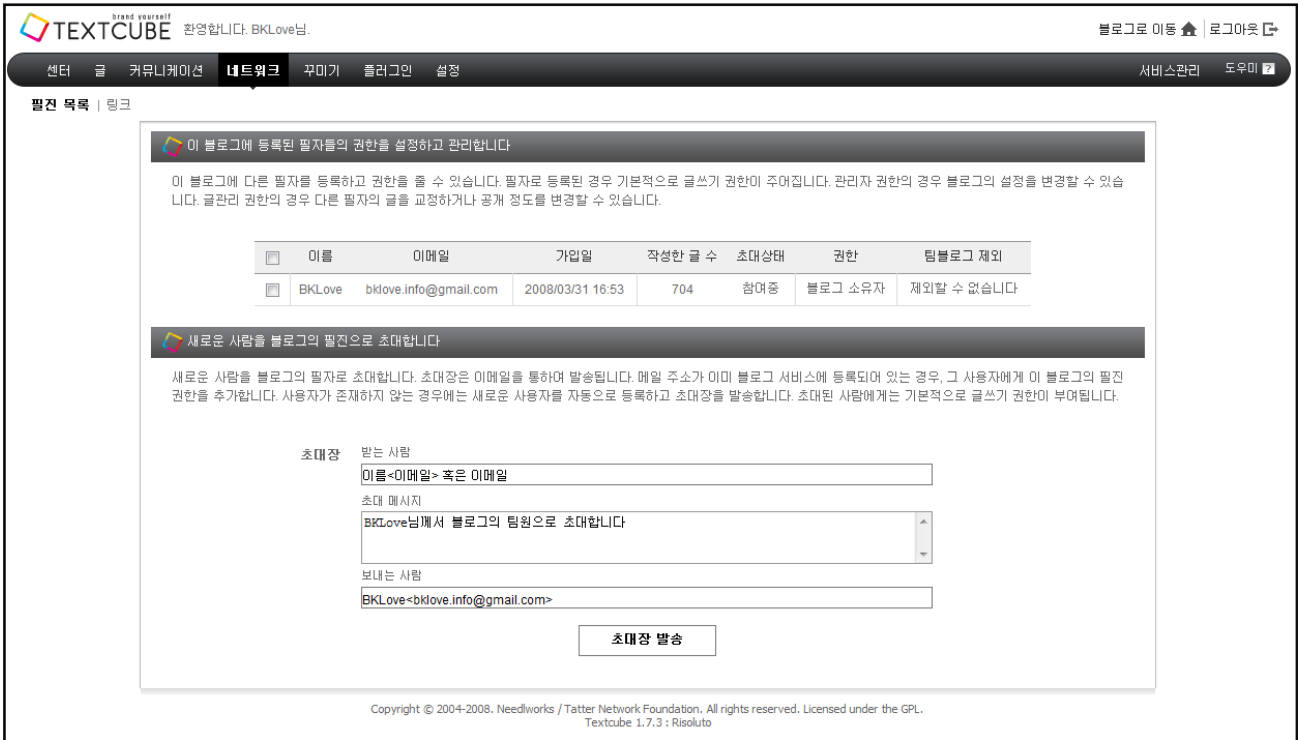 brand yourself
TEXTCUBE 환영합니다. BKLove님. 블로그로 이동 로그아웃
센터 글 커뮤니케이션 네트워크 꾸미기 플러그인 설정 서비스관리 도우미 ?
필진 목록 | 링크
이 블로그에 등록된 필자들의 권한을 설정하고 관리합니다
이 블로그에 다른 필자를 등록하고 권한을 줄 수 있습니다. 필자로 등록된 경우 기본적으로 글쓰기 권한이 주어집니다. 관리자 권한의 경우 블로그의 설정을 변경할 수 있습
니다. 글관리 권한의 경우 다른 필자의 글을 교정하거나 공개 정도를 변경할 수 있습니다.
이름 이메일 가입일 작성한 글 수 초대상태 권한 팀블로그 제외
BKLove bklove.info@gmail.com 2008/03/31 16:53 704 참여중 블로그 소유자 제외할 수 없습니다
새로운 사람을 블로그의 필진으로 초대합니다
새로운 사람을 블로그의 필자로 초대합니다. 초대장은 이메일을 통하여 발송됩니다. 메일 주소가 이미 블로그 서비스에 등록되어 있는 경우, 그 사용자에게 이 블로그의 필진
권한을 추가합니다. 사용자가 존재하지 않는 경우에는 새로운 사용자를 자동으로 등록하고 초대장을 발송합니다. 초대된 사람에게는 기본적으로 글쓰기 권한이 부여됩니다.
초대장 받는 사람
이름<이메일> 혹은 이메일
초대 메시지
BKLove님께서 블로그의 팀원으로 초대합니다
보내는 사람
BKLove<bklove.info@gmail.com>
초대장 발송
Copyright © 2004-2008. Needlworks / Tatter Network Foundation. All rights reserved. Licensed under the GPL.
Textcube 1.7.3 : Risoluto